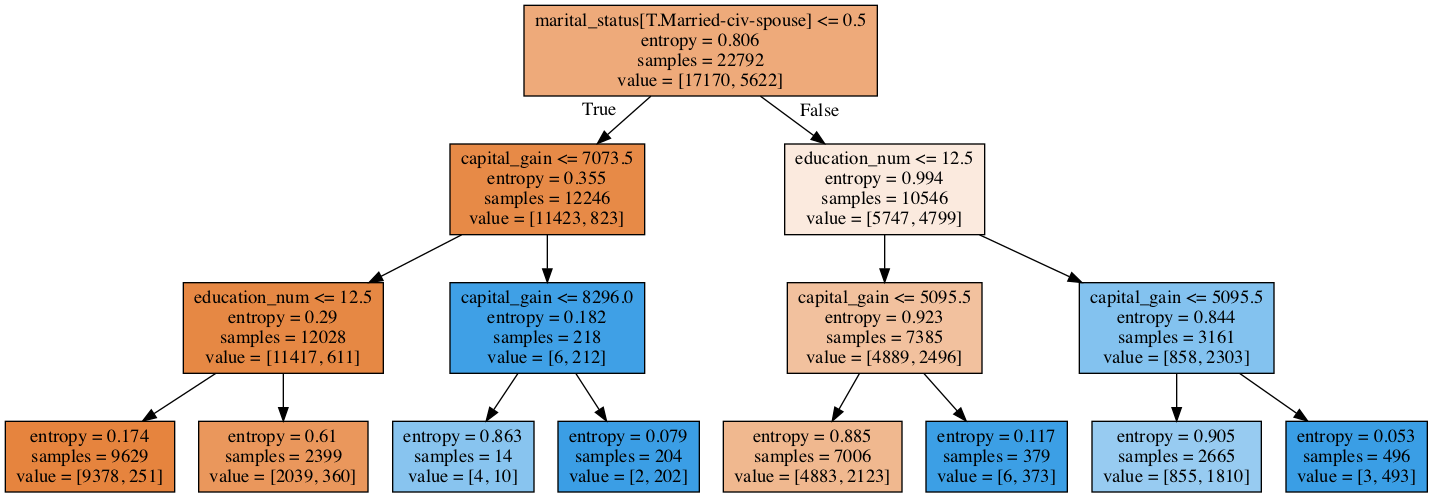 marital_status[T.Married-civ-spouse] <= 0.5
entropy = 0.806
samples = 22792
value = [17170, 5622]
True
False
capital_gain <= 7073.5
entropy = 0.355
samples = 12246
value = [11423, 823]
education_num <= 12.5
entropy = 0.994
samples = 10546
value = [5747, 4799]
education_num <= 12.5
entropy = 0.29
samples = 12028
value = [11417, 611]
capital_gain <= 8296.0
entropy = 0.182
samples = 218
value = [6, 212]
capital_gain <= 5095.5
entropy = 0.923
samples = 7385
value = [4889, 2496]
capital_gain <= 5095.5
entropy = 0.844
samples = 3161
value = [858, 2303]
entropy = 0.174
samples = 9629
value = [9378, 251]
entropy = 0.61
samples = 2399
value = [2039, 360]
entropy = 0.863
samples = 14
value = [4, 10]
entropy = 0.079
samples = 204
value = [2, 202]
entropy = 0.885
samples = 7006
value = [4883, 2123]
entropy = 0.117
samples = 379
value = [6, 373]
entropy = 0.905
samples = 2665
value = [855, 1810]
entropy = 0.053
samples = 496
value = [3, 493]